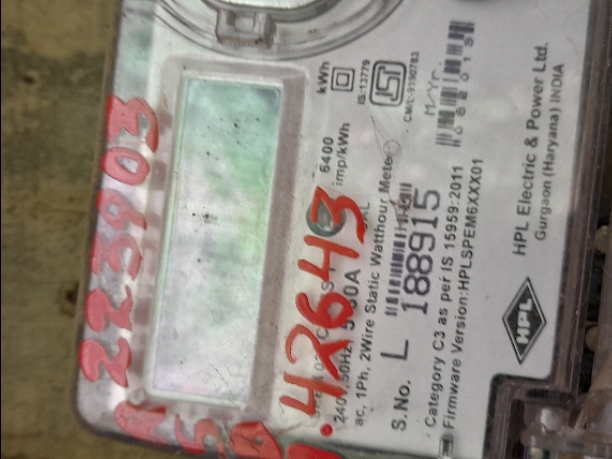 223903
kWh
6400
imp/kWh
IS:13779
CM/L-9190783
M-Yr.
.42643
240V,50Hz
ac, 1Ph, 2Wire Static Watthour Meter
S.No. L 188915
Category C3 as per IS 15959:2011
Firmware Version:HPLSPEM6XXX01
HPL
HPL Electric & Power Ltd.
Gurgaon (Haryana) INDIA